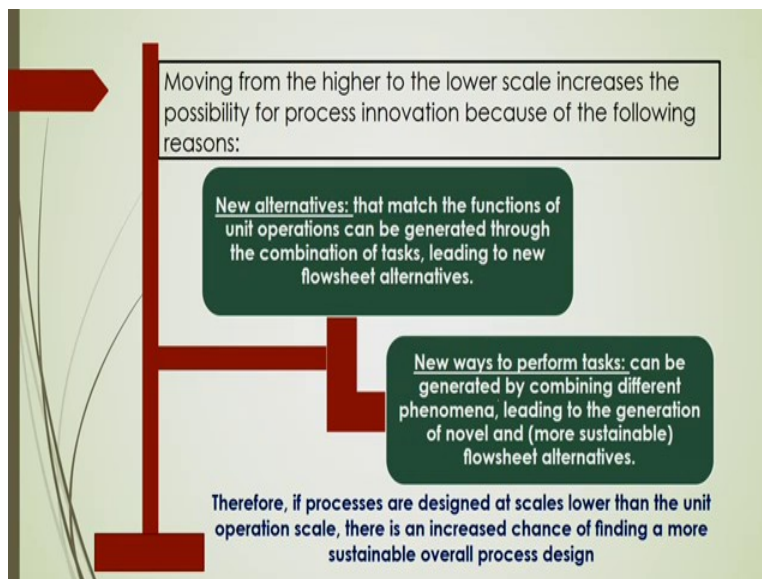 Moving from the higher to the lower scale increases the
possibility for process innovation because of the following
reasons:
New alternatives: that match the functions of
unit operations can be generated through
the combination of tasks, leading to new
flowsheet alternatives.
New ways to perform tasks: can be
generated by combining different
phenomena, leading to the generation
of novel and (more sustainable)
flowsheet alternatives.
Therefore, if processes are designed at scales lower than the unit
operation scale, there is an increased chance of finding a more
sustainable overall process design